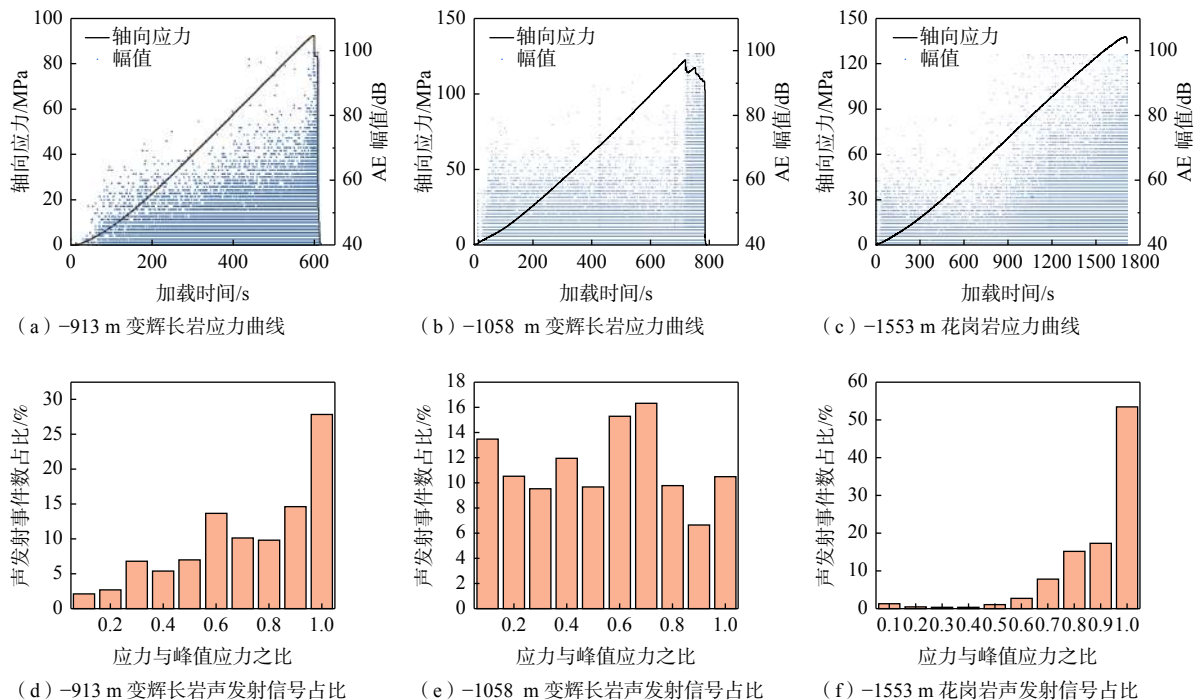 100
80
60
40
20
0
轴向应力/MPa
轴向应力
幅值
100
80
60
40
AE 幅值/dB
0 200 400 600
加载时间/s
(a) −913 m 变辉长岩应力曲线
150
100
50
0
轴向应力/MPa
轴向应力
幅值
100
80
60
40
AE 幅值/dB
0 200 400 600 800
加载时间/s
(b) −1058 m 变辉长岩应力曲线
150
120
90
60
30
0
轴向应力/MPa
轴向应力
幅值
100
80
60
40
AE 幅值/dB
0 300 600 900 1200 1500 1800
加载时间/s
(c) −1553 m 花岗岩应力曲线
30
25
20
15
10
5
0
声发射事件数占比/%
0.2 0.4 0.6 0.8 1.0
应力与峰值应力之比
(d) −913 m 变辉长岩声发射信号占比
18
16
14
12
10
8
6
4
2
0
声发射事件数占比/%
0.2 0.4 0.6 0.8 1.0
应力与峰值应力之比
(e) −1058 m 变辉长岩声发射信号占比
60
50
40
30
20
10
0
声发射事件数占比/%
0.1 0.2 0.3 0.4 0.5 0.6 0.7 0.8 0.9 1.0
应力与峰值应力之比
(f) −1553 m 花岗岩声发射信号占比